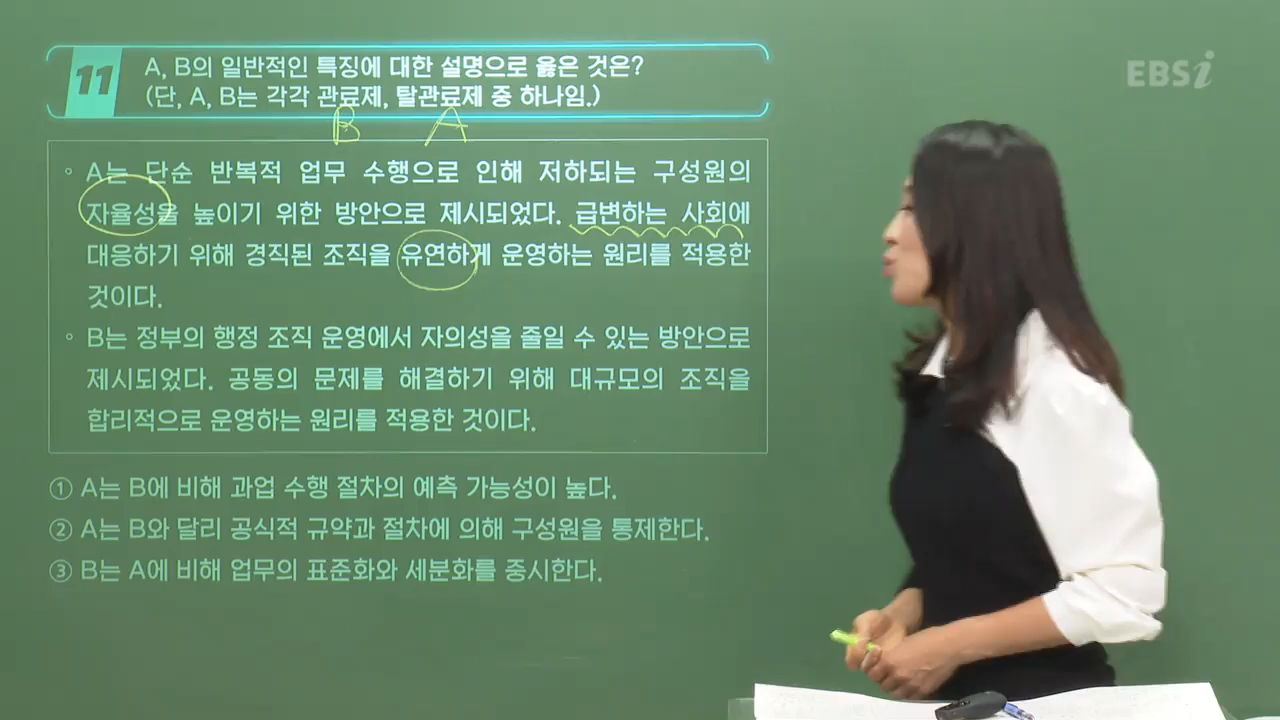 11
A, B의 일반적인 특징에 대한 설명으로 옳은 것은?
(단, A, B는 각각 관료제, 탈관료제 중 하나임.)
B A
EBSi
◦ A는 단순 반복적 업무 수행으로 인해 저하되는 구성원의
자율성을 높이기 위한 방안으로 제시되었다. 급변하는 사회에
대응하기 위해 경직된 조직을 유연하게 운영하는 원리를 적용한
것이다.
◦ B는 정부의 행정 조직 운영에서 자의성을 줄일 수 있는 방안으로
제시되었다. 공동의 문제를 해결하기 위해 대규모의 조직을
합리적으로 운영하는 원리를 적용한 것이다.
① A는 B에 비해 과업 수행 절차의 예측 가능성이 높다.
② A는 B와 달리 공식적 규약과 절차에 의해 구성원을 통제한다.
③ B는 A에 비해 업무의 표준화와 세분화를 중시한다.